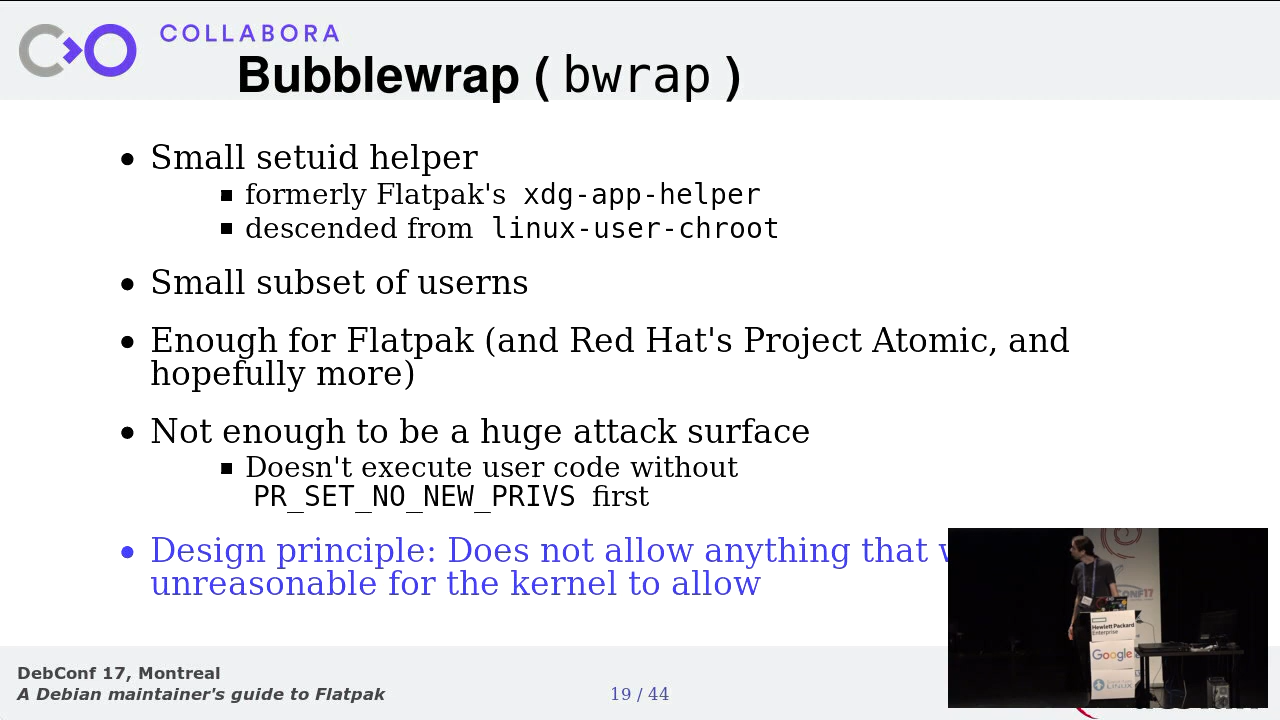 COLLABORA
Bubblewrap ( bwrap )
• Small setuid helper
▪ formerly Flatpak's xdg-app-helper
▪ descended from linux-user-chroot
• Small subset of userns
• Enough for Flatpak (and Red Hat's Project Atomic, and
hopefully more)
• Not enough to be a huge attack surface
▪ Doesn't execute user code without
PR_SET_NO_NEW_PRIVS first
• Design principle: Does not allow anything that
unreasonable for the kernel to allow
CONF17
Hewlett Packard
Enterprise
Google
LINUX
DebConf 17, Montreal
A Debian maintainer's guide to Flatpak
19 / 44